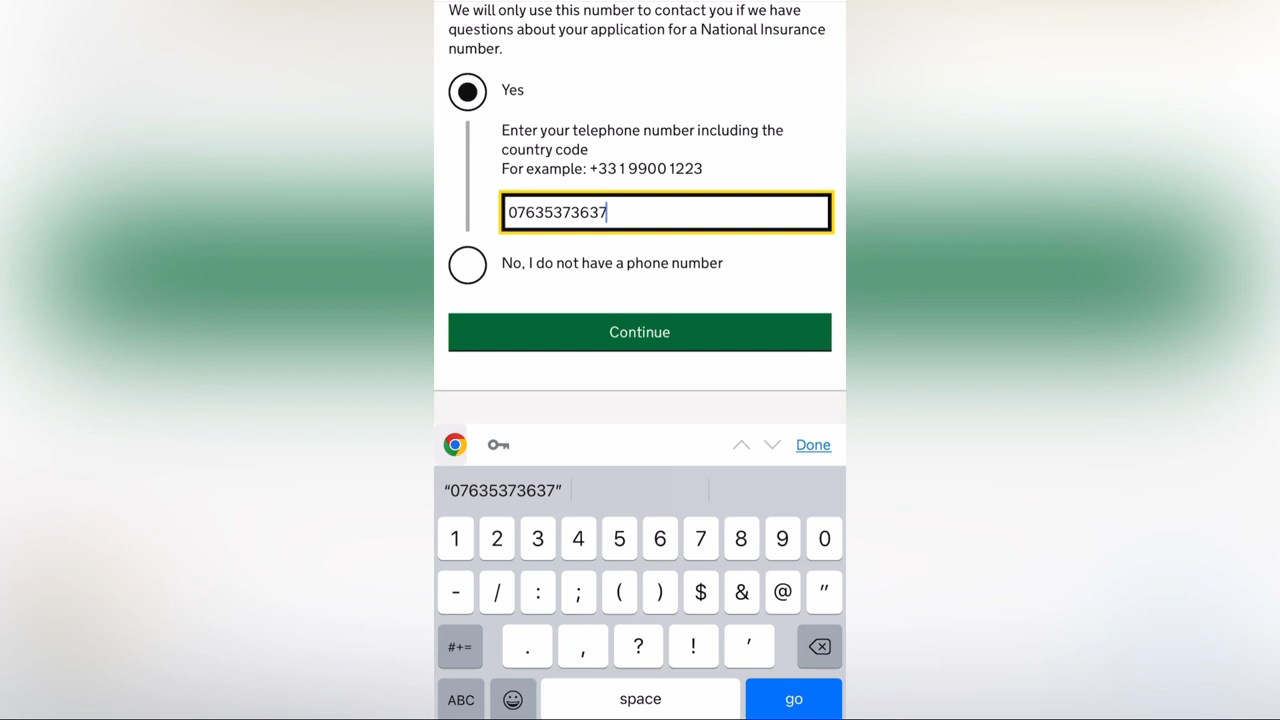 We will only use this number to contact you if we have
questions about your application for a National Insurance
number.
Yes
Enter your telephone number including the
country code
For example: +33 1 9900 1223
07635373637
No, I do not have a phone number
Continue
Done
“07635373637”
1 2 3 4 5 6 7 8 9 0
- / : ; ( ) $ & @ "
#+= . , ? ! ’
ABC space go